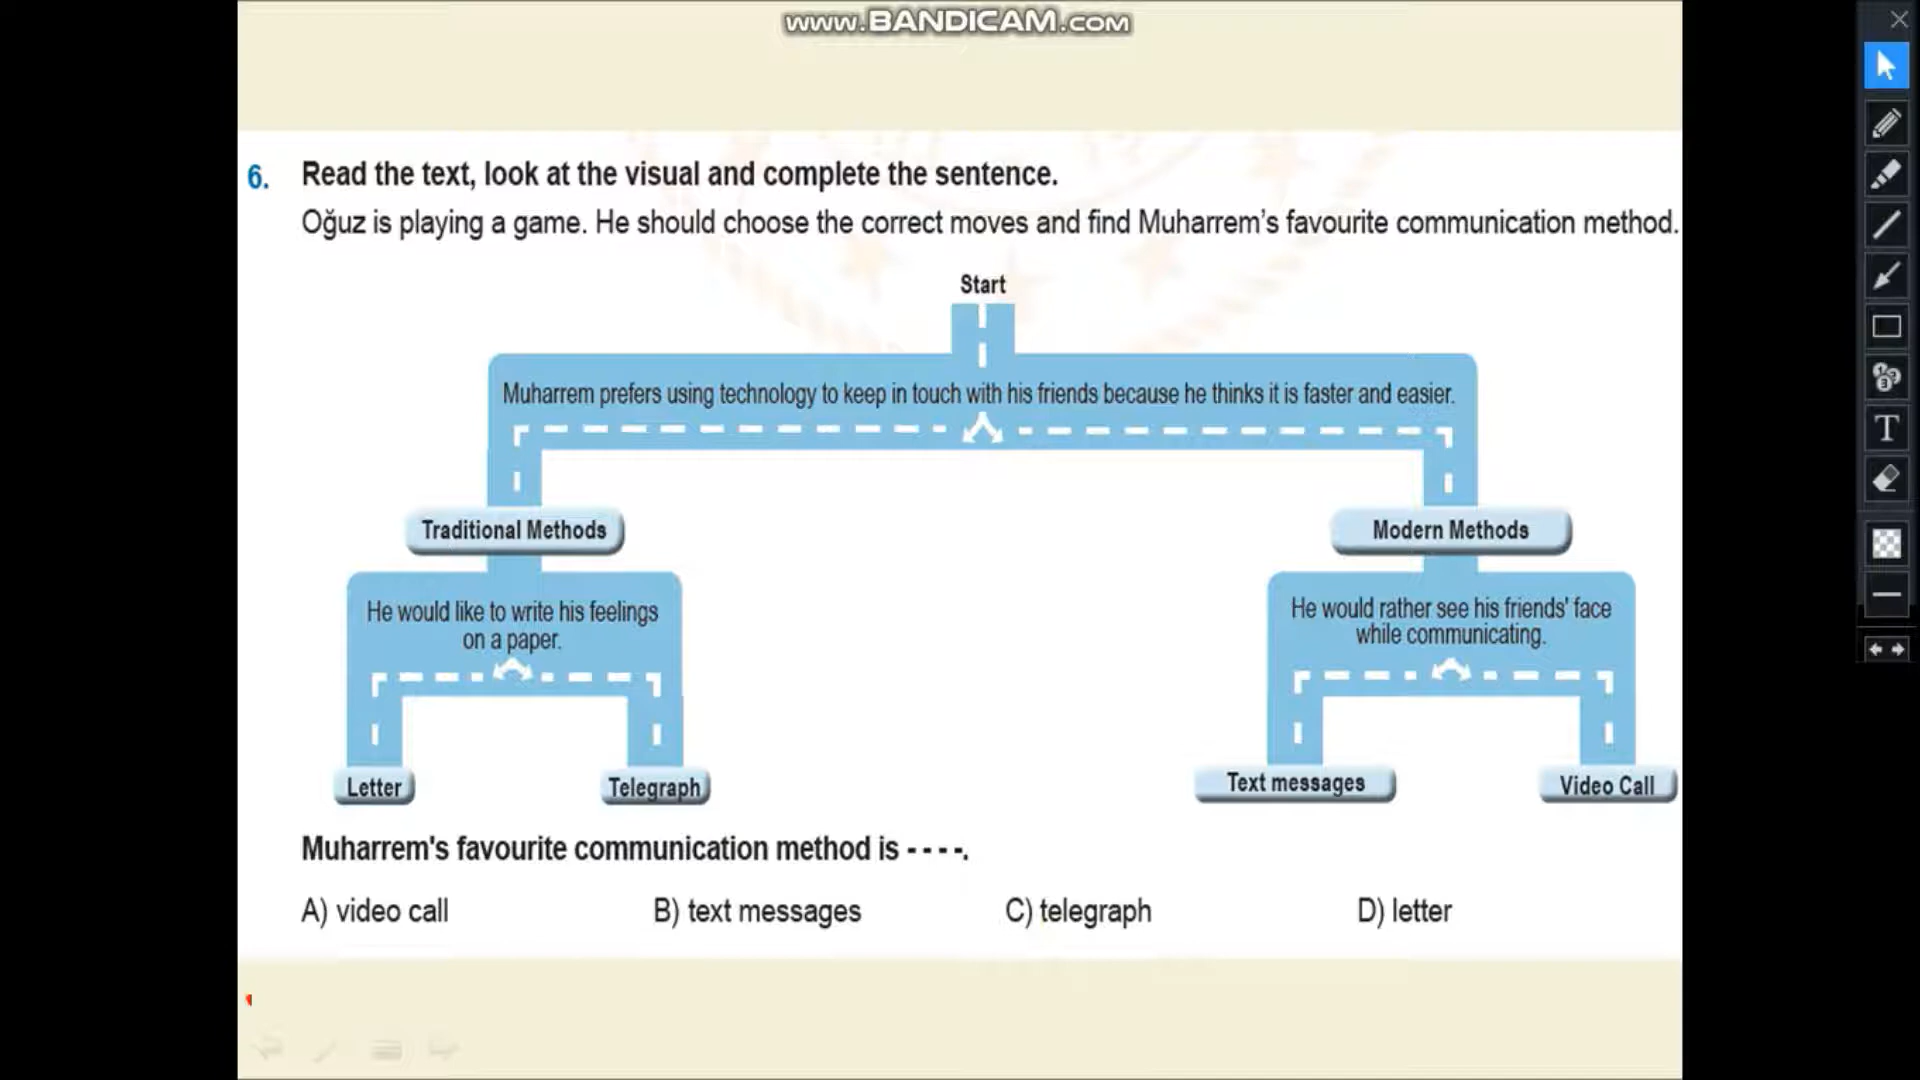 www.BANDICAM.com
6. Read the text, look at the visual and complete the sentence.
Oğuz is playing a game. He should choose the correct moves and find Muharrem’s favourite communication method.
Start
Muharrem prefers using technology to keep in touch with his friends because he thinks it is faster and easier.
Traditional Methods
Modern Methods
He would like to write his feelings
on a paper.
He would rather see his friends' face
while communicating.
Letter
Telegraph
Text messages
Video Call
Muharrem's favourite communication method is ----.
A) video call
B) text messages
C) telegraph
D) letter